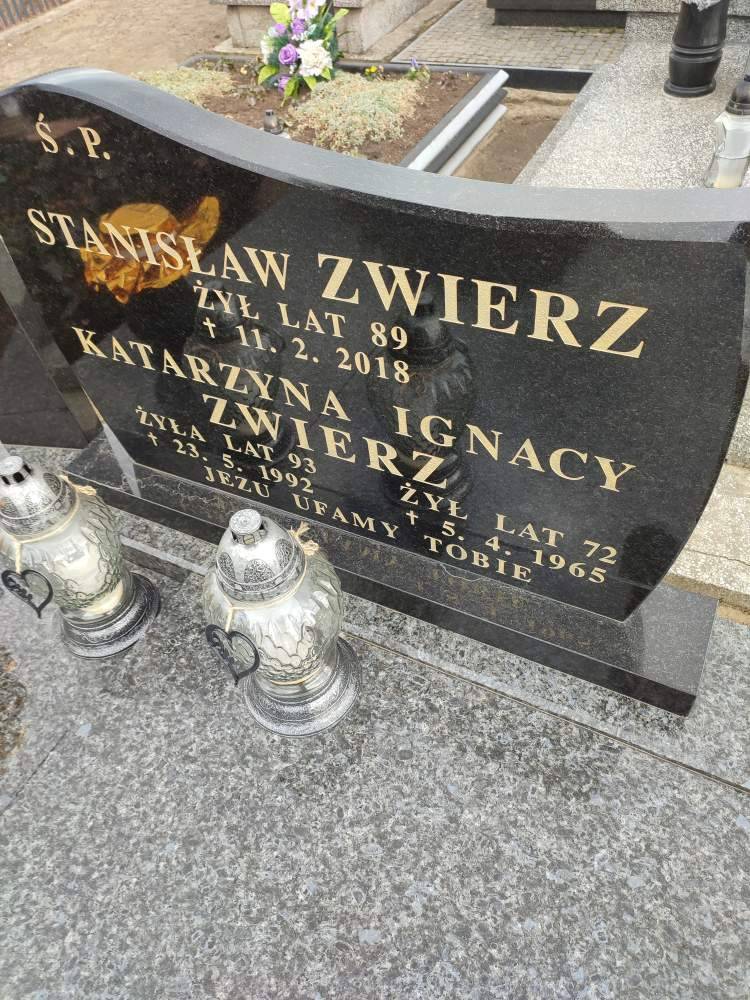 Ś.P.
STANISŁAW ZWIERZ
ŻYŁ LAT 89
† 11. 2. 2018
KATARZYNA IGNACY
ZWIERZ
ŻYŁA LAT 93 ŻYŁ LAT 72
† 23. 5. 1992 † 5. 4. 1965
JEZU UFAMY TOBIE